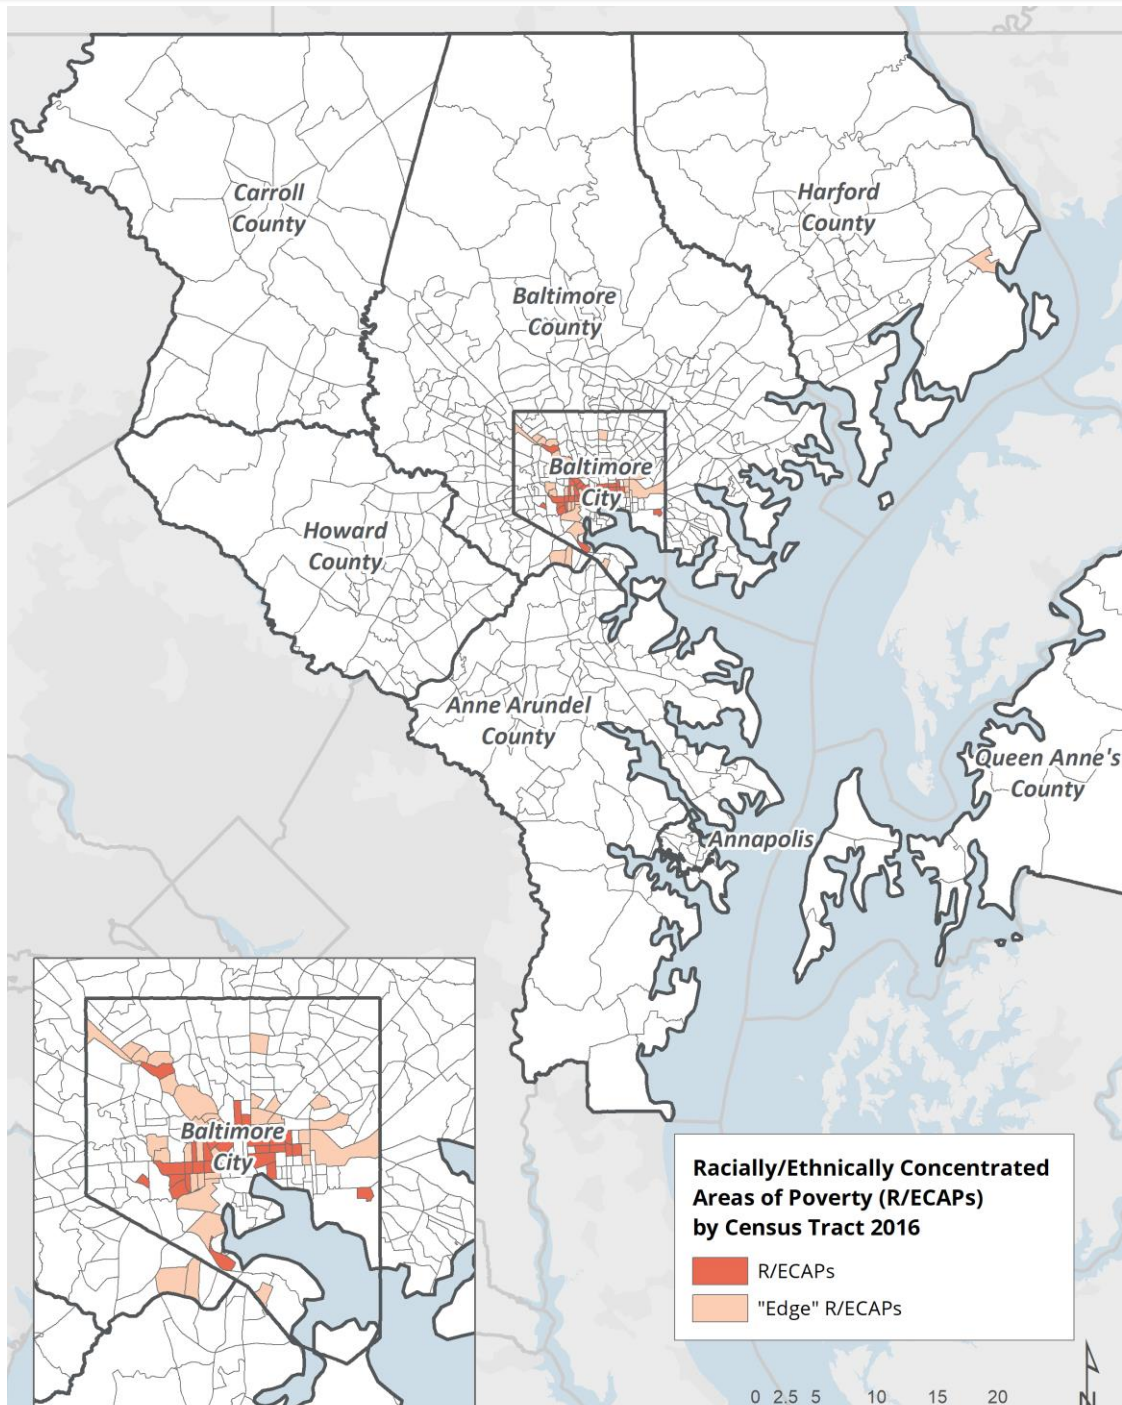 Carroll
County
Harford
County
Baltimore
County
Baltimore
City
Howard
County
Anne Arundel
County
Queen Anne's
County
Annapolis
Baltimore
City
Racially/Ethnically Concentrated
Areas of Poverty (R/ECAPs)
by Census Tract 2016
R/ECAPs
"Edge" R/ECAPs
0 2.5 5 10 15 20
N